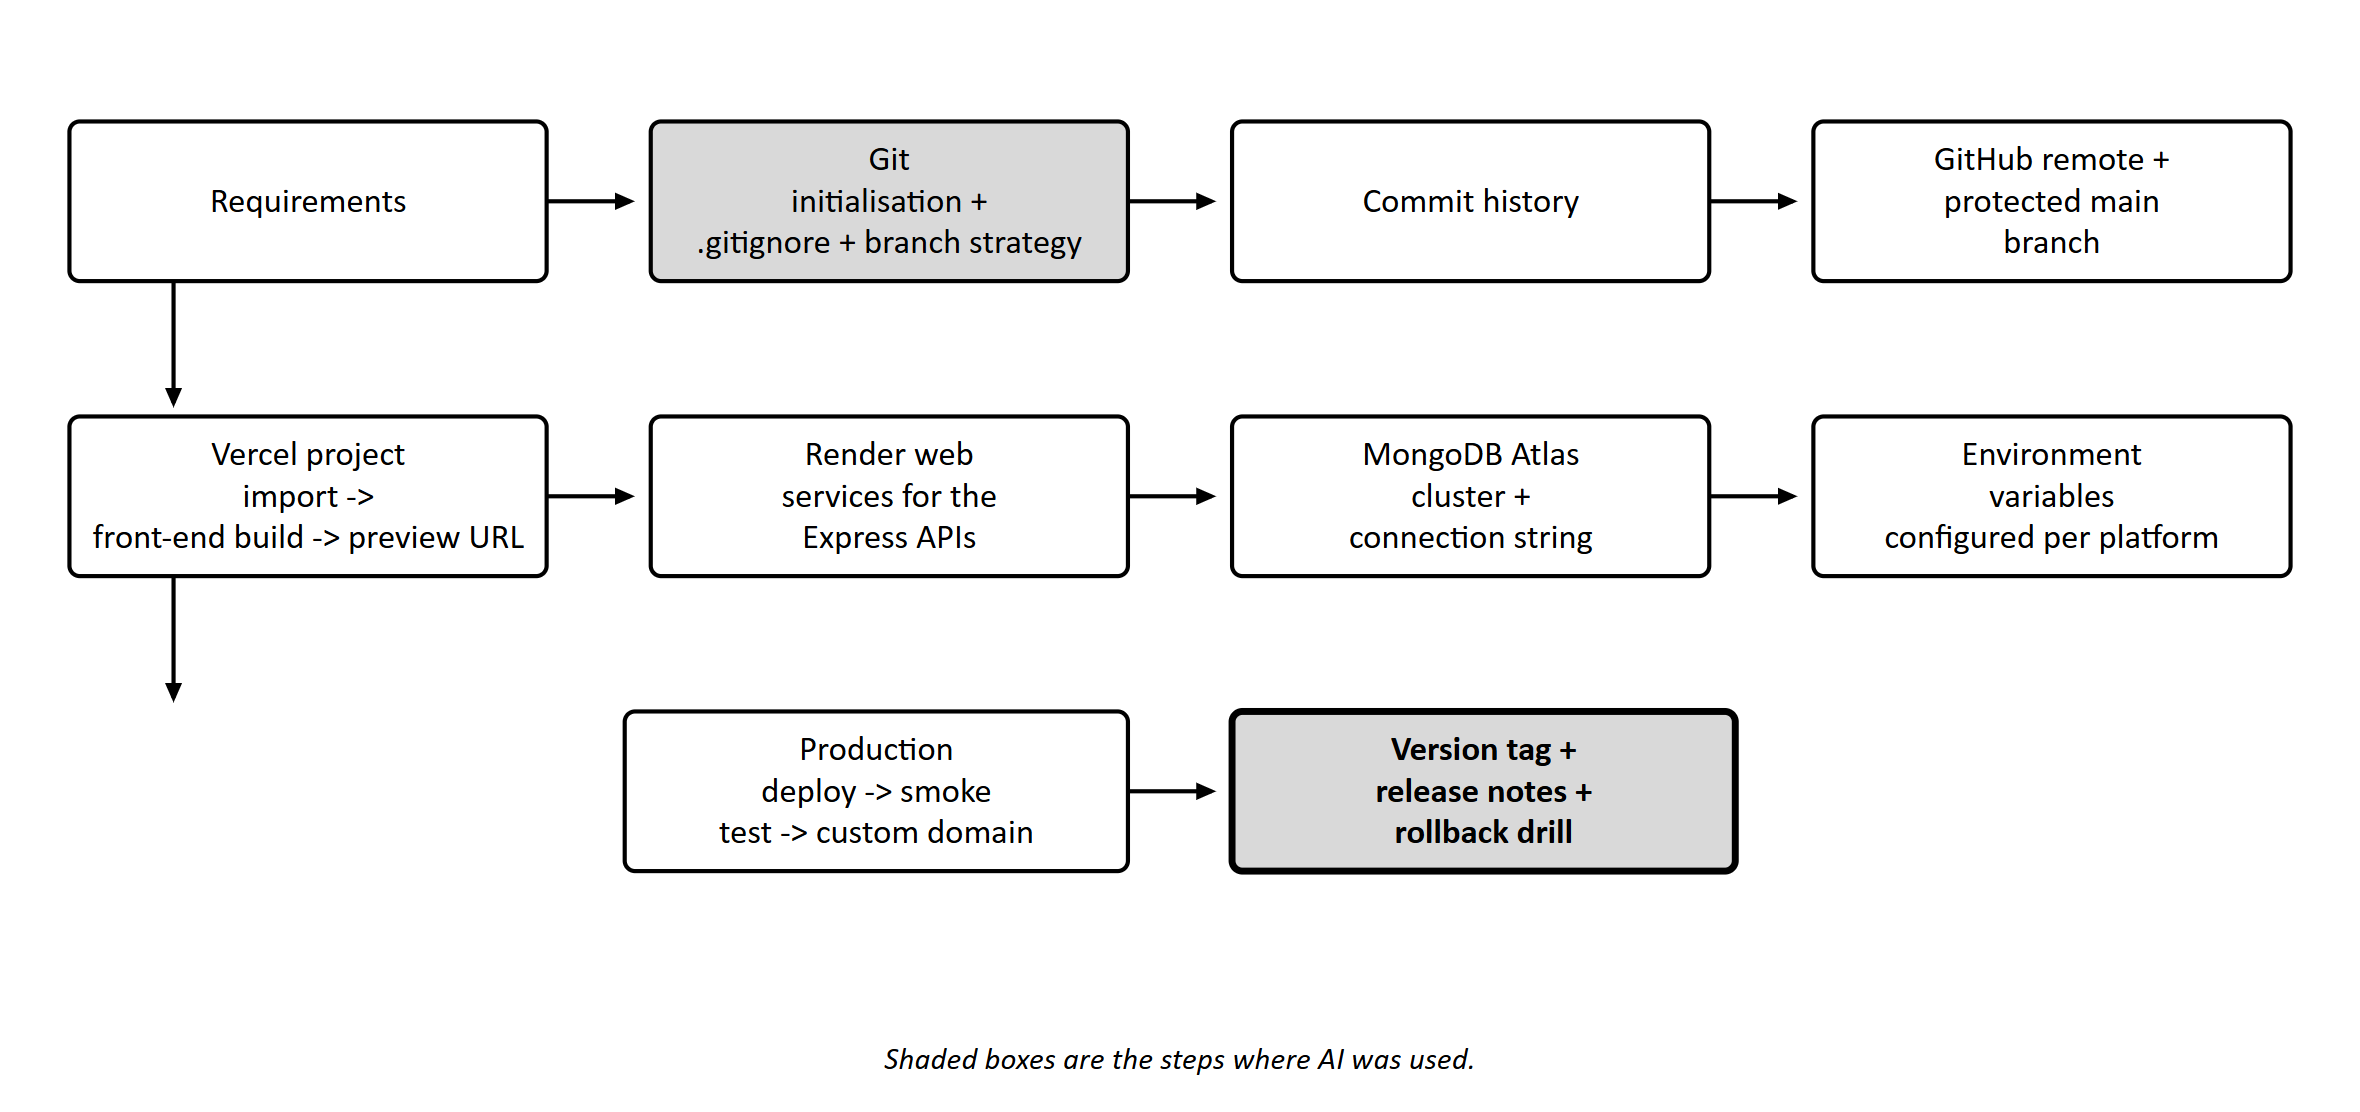 Requirements
Git
initialisation +
.gitignore + branch strategy
Commit history
GitHub remote +
protected main
branch
Vercel project
import ->
front-end build -> preview URL
Render web
services for the
Express APIs
MongoDB Atlas
cluster +
connection string
Environment
variables
configured per platform
Production
deploy -> smoke
test -> custom domain
Version tag +
release notes +
rollback drill
Shaded boxes are the steps where AI was used.